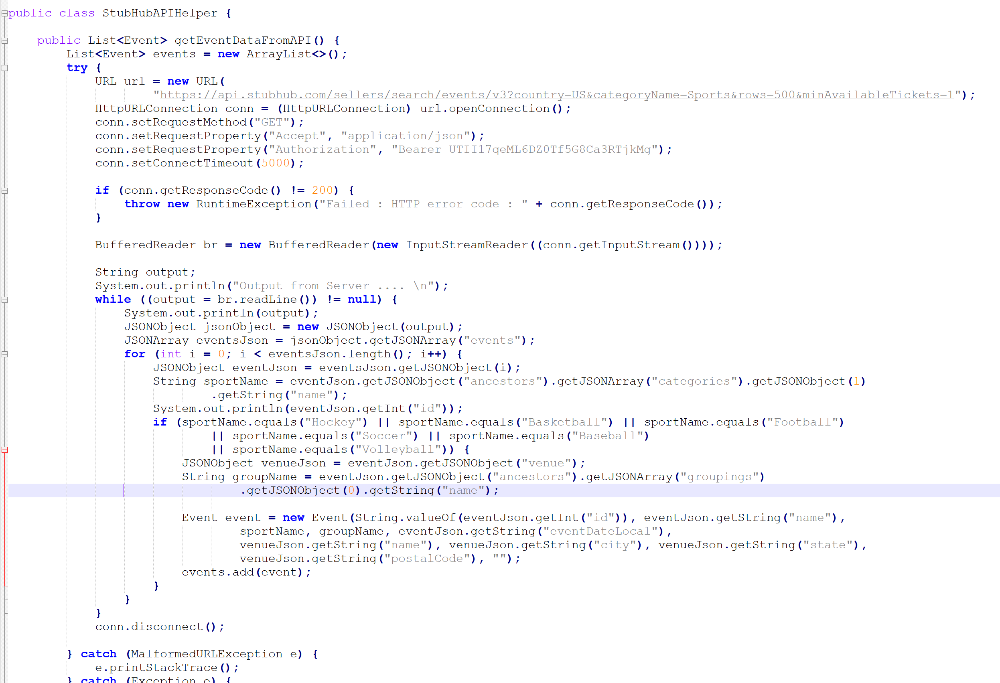 public class StubHubAPIHelper {
public List<Event> getEventDataFromAPI() {
List<Event> events = new ArrayList<>();
try {
URL url = new URL(
"https://api.stubhub.com/sellers/search/events/v3?country=US&categoryName=Sports&rows=500&minAvailableTickets=1");
HttpURLConnection conn = (HttpURLConnection) url.openConnection();
conn.setRequestMethod("GET");
conn.setRequestProperty("Accept", "application/json");
conn.setRequestProperty("Authorization", "Bearer UTII17qeML6DZ0Tf5G8Ca3RTjkMg");
conn.setConnectTimeout(5000);
if (conn.getResponseCode() != 200) {
throw new RuntimeException("Failed : HTTP error code : " + conn.getResponseCode());
}
BufferedReader br = new BufferedReader(new InputStreamReader((conn.getInputStream())));
String output;
System.out.println("Output from Server .... \n");
while ((output = br.readLine()) != null) {
System.out.println(output);
JSONObject jsonObject = new JSONObject(output);
JSONArray eventsJson = jsonObject.getJSONArray("events");
for (int i = 0; i < eventsJson.length(); i++) {
JSONObject eventJson = eventsJson.getJSONObject(i);
String sportName = eventJson.getJSONObject("ancestors").getJSONArray("categories").getJSONObject(1)
.getString("name");
System.out.println(eventJson.getInt("id"));
if (sportName.equals("Hockey") || sportName.equals("Basketball") || sportName.equals("Football")
|| sportName.equals("Soccer") || sportName.equals("Baseball")
|| sportName.equals("Volleyball")) {
JSONObject venueJson = eventJson.getJSONObject("venue");
String groupName = eventJson.getJSONObject("ancestors").getJSONArray("groupings")
.getJSONObject(0).getString("name");
Event event = new Event(String.valueOf(eventJson.getInt("id")), eventJson.getString("name"),
sportName, groupName, eventJson.getString("eventDateLocal"),
venueJson.getString("name"), venueJson.getString("city"), venueJson.getString("state"),
venueJson.getString("postalCode"), "");
events.add(event);
}
}
}
conn.disconnect();
} catch (MalformedURLException e) {
e.printStackTrace();
} catch (Exception e) {